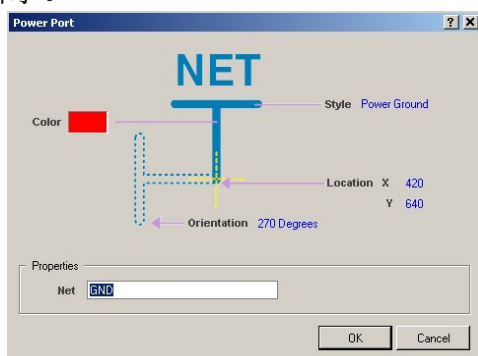 Power Port
NET
Style Power Ground
Color
Location X 420
Y 640
Orientation 270 Degrees
Properties
Net GND
OK Cancel